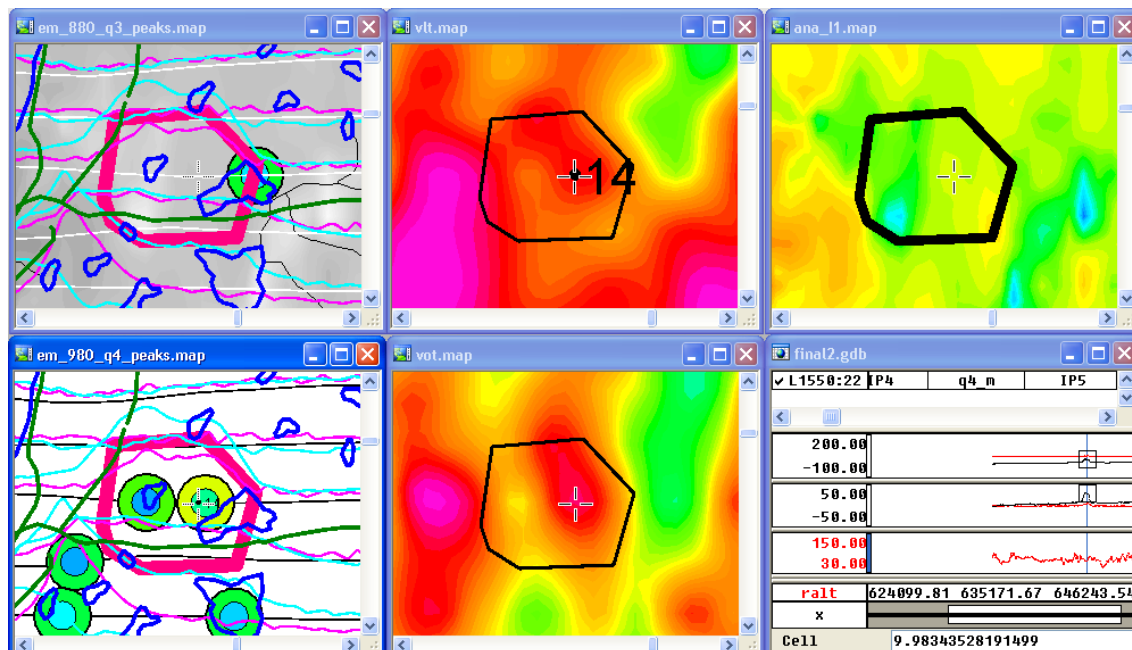 em_880_q3_peaks.map
vlt.map
ana_l1.map
14
em_980_q4_peaks.map
vot.map
final2.gdb
L1550:22 IP4 q4_m IP5
200.00
-100.00
50.00
-50.00
150.00
30.00
ralt 624099.81 635171.67 646243.54
x
Cell 9.98343528191499